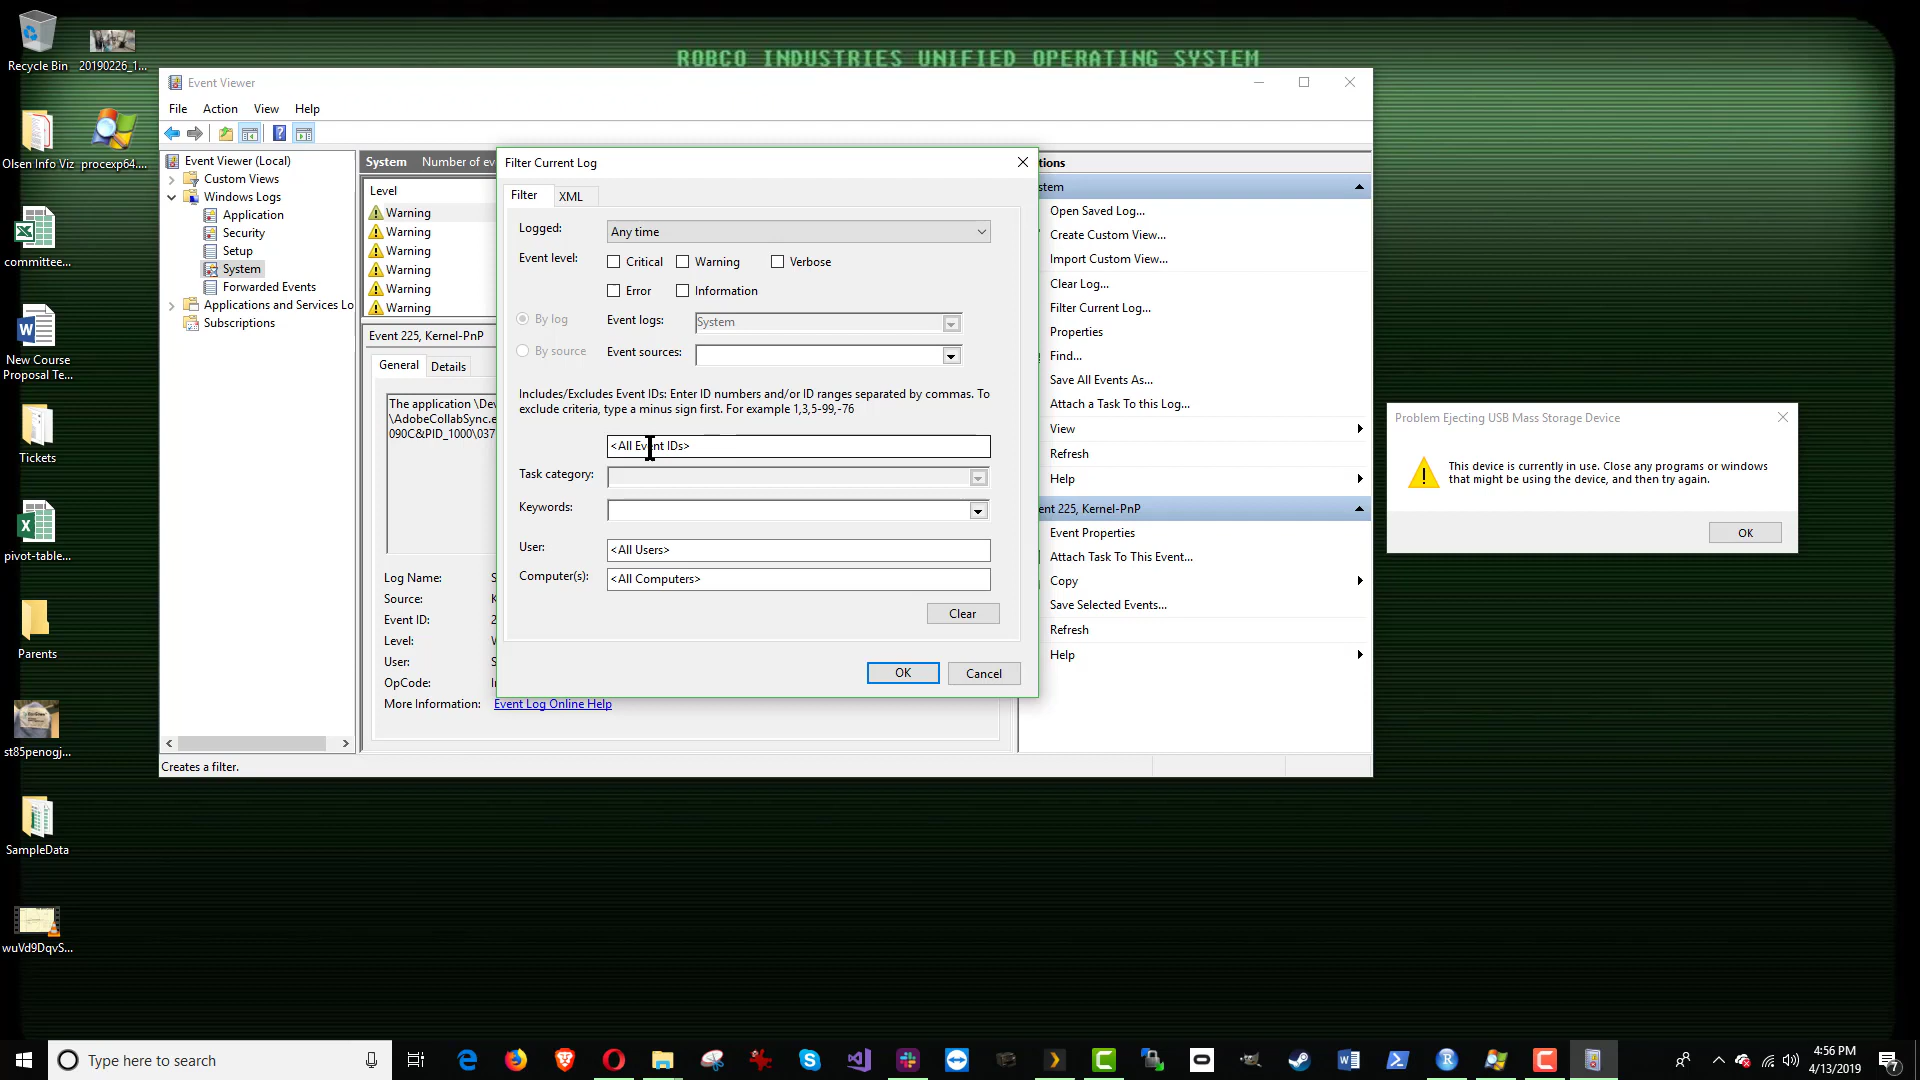 ROBCO INDUSTRIES UNIFIED OPERATING SYSTEM
Recycle Bin
20190226_1...
Olsen Info Viz
procexp64....
committee...
New Course
Proposal Te...
Tickets
pivot-table...
Parents
st85penogj...
SampleData
wuVd9DqvS...
Event Viewer
File Action View Help
Event Viewer (Local)
Custom Views
Windows Logs
Application
Security
Setup
System
Forwarded Events
Applications and Services Lo
Subscriptions
System Number of ev
Level
Warning
Warning
Warning
Warning
Warning
Warning
Event 225, Kernel-PnP
General Details
The application \Dev
\AdobeCollabSync.e
090C&PID_1000\037
Log Name:
Source:
Event ID:
Level:
User:
OpCode:
More Information: Event Log Online Help
Creates a filter.
Filter Current Log
Filter XML
Logged: Any time
Event level: Critical Warning Verbose
Error Information
By log Event logs: System
By source Event sources:
Includes/Excludes Event IDs: Enter ID numbers and/or ID ranges separated by commas. To
exclude criteria, type a minus sign first. For example 1,3,5-99,-76
<All Event IDs>
Task category:
Keywords:
User: <All Users>
Computer(s): <All Computers>
Clear
OK Cancel
tions
stem
Open Saved Log...
Create Custom View...
Import Custom View...
Clear Log...
Filter Current Log...
Properties
Find...
Save All Events As...
Attach a Task To this Log...
View
Refresh
Help
ent 225, Kernel-PnP
Event Properties
Attach Task To This Event...
Copy
Save Selected Events...
Refresh
Help
Problem Ejecting USB Mass Storage Device
This device is currently in use. Close any programs or windows
that might be using the device, and then try again.
OK
Type here to search
4:56 PM
4/13/2019
7